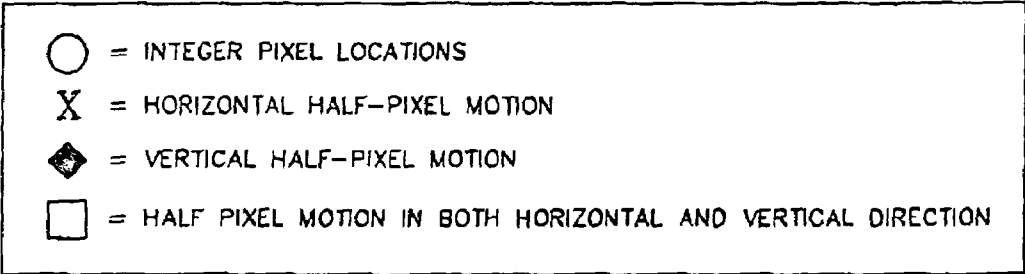 = INTEGER PIXEL LOCATIONS
X = HORIZONTAL HALF-PIXEL MOTION
= VERTICAL HALF-PIXEL MOTION
= HALF PIXEL MOTION IN BOTH HORIZONTAL AND VERTICAL DIRECTION